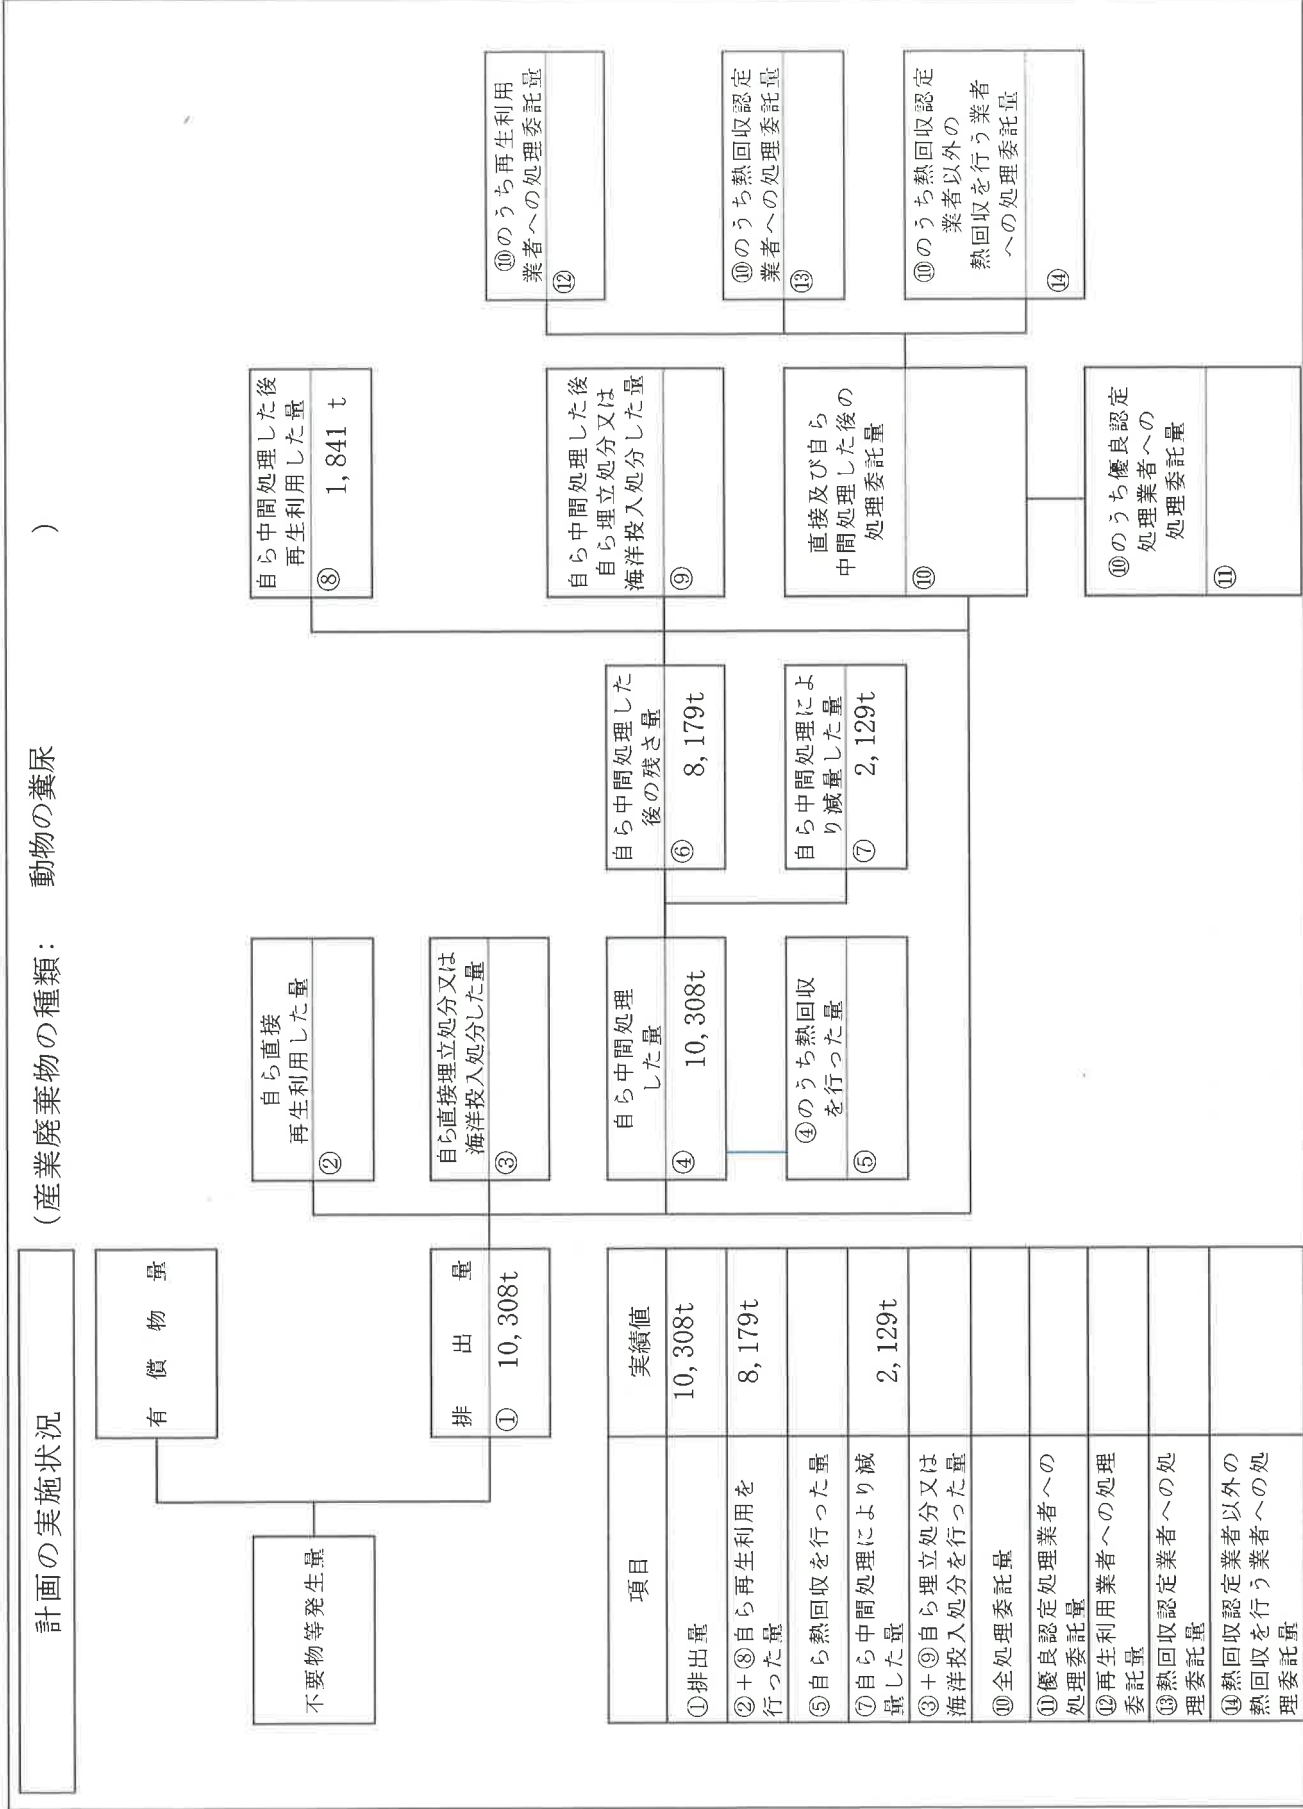 計画の実施状況
（産業廃棄物の種類： 動物の糞尿 ）
不要物等発生量
有 償 物 量
排 出 量
① 10,308t
自ら直接
再生利用した量
②
自ら直接埋立処分又は
海洋投入処分した量
③
自ら中間処理
した量
④ 10,308t
④のうち熱回収
を行った量
⑤
自ら中間処理した
後の残さ量
⑥ 8,179t
自ら中間処理によ
り減量した量
⑦ 2,129t
自ら中間処理した後
再生利用した量
⑧ 1,841 t
自ら中間処理した後
自ら埋立処分又は
海洋投入処分した量
⑨
直接及び自ら
中間処理した後の
処理委託量
⑩
⑩のうち優良認定
処理業者への
処理委託量
⑪
⑩のうち再生利用
業者への処理委託量
⑫
⑩のうち熱回収認定
業者への処理委託量
⑬
⑩のうち熱回収認定
業者以外の
熱回収を行う業者
への処理委託量
⑭
項目 実績値
①排出量 10,308t
②+⑧自ら再生利用を
行った量 8,179t
⑤自ら熱回収を行った量
⑦自ら中間処理により減
量した量 2,129t
③+⑨自ら埋立処分又は
海洋投入処分を行った量
⑩全処理委託量
⑪優良認定処理業者への
処理委託量
⑫再生利用業者への処理
委託量
⑬熱回収認定業者への処
理委託量
⑭熱回収認定業者以外の
熱回収を行う業者への処
理委託量